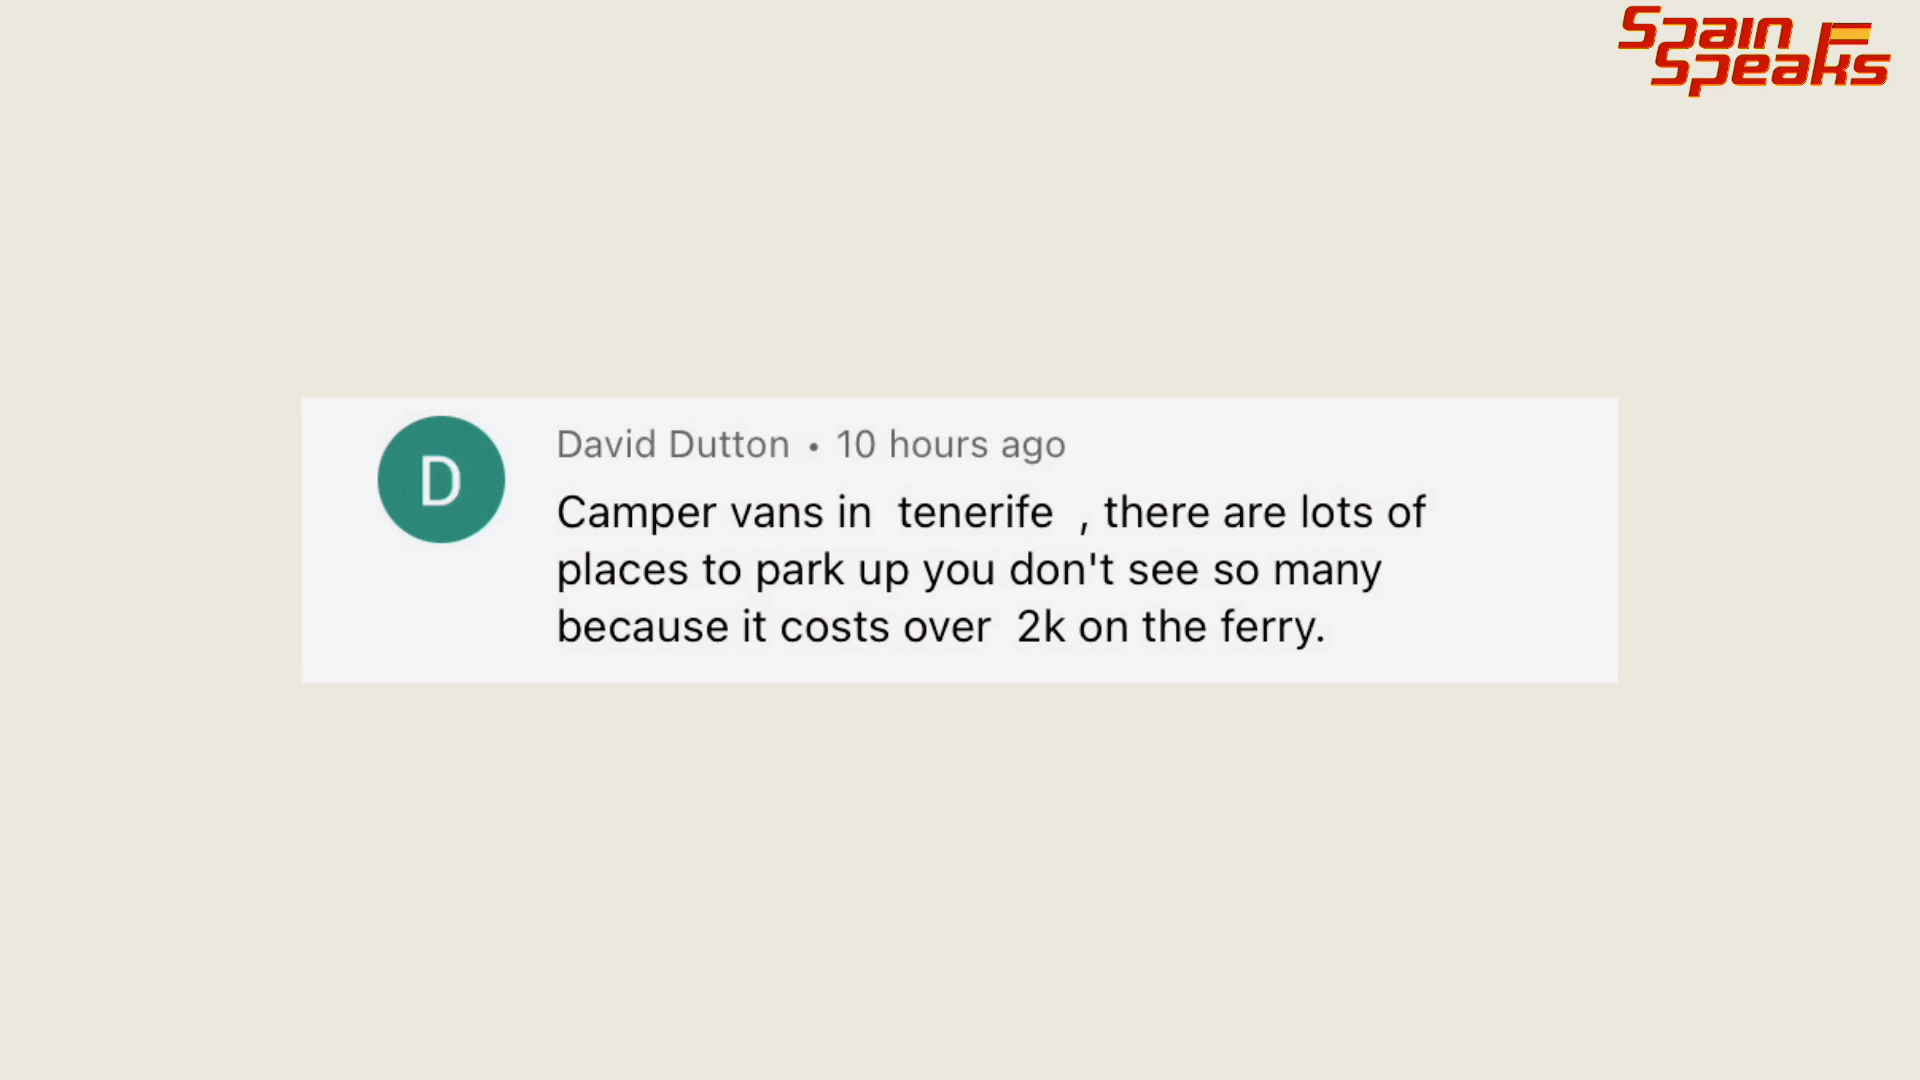 Spain
Speaks
D
David Dutton • 10 hours ago
Camper vans in  tenerife  , there are lots of
places to park up you don't see so many
because it costs over  2k on the ferry.